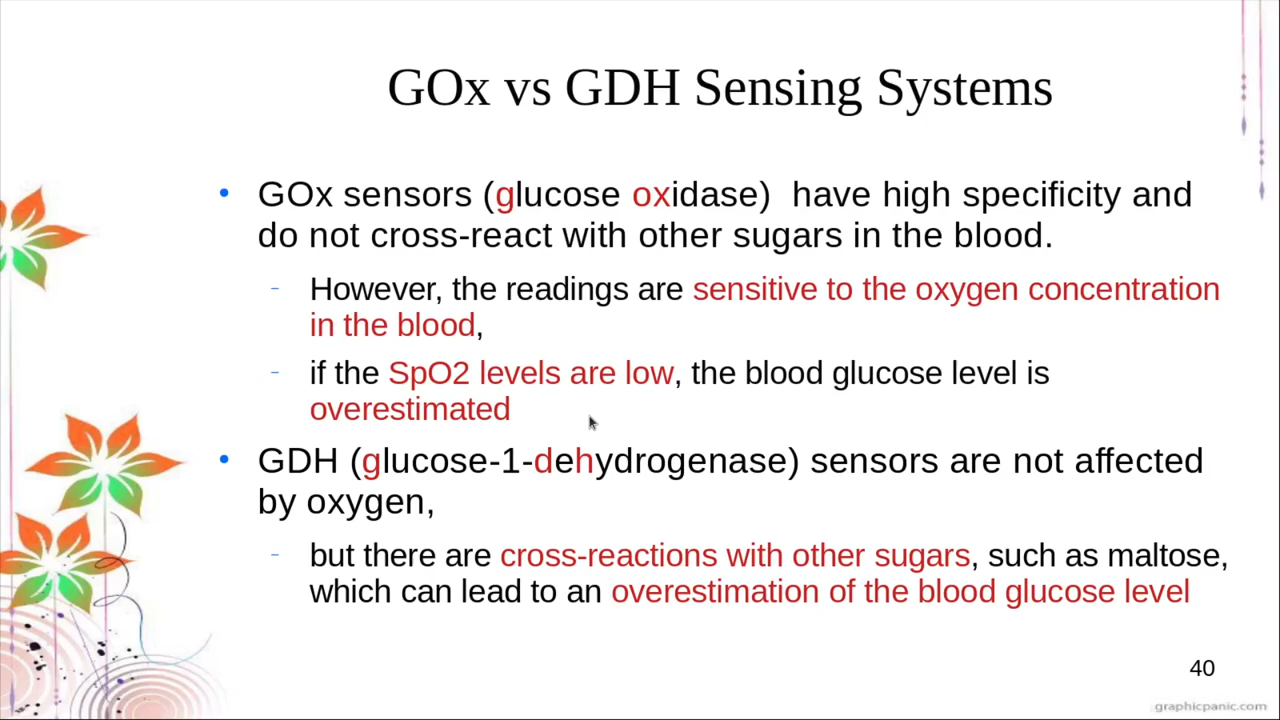 GOx vs GDH Sensing Systems
• GOx sensors (glucose oxidase)  have high specificity and
do not cross-react with other sugars in the blood.
– However, the readings are sensitive to the oxygen concentration
in the blood,
– if the SpO2 levels are low, the blood glucose level is
overestimated
• GDH (glucose-1-dehydrogenase) sensors are not affected
by oxygen,
– but there are cross-reactions with other sugars, such as maltose,
which can lead to an overestimation of the blood glucose level
40
graphicpanic.com